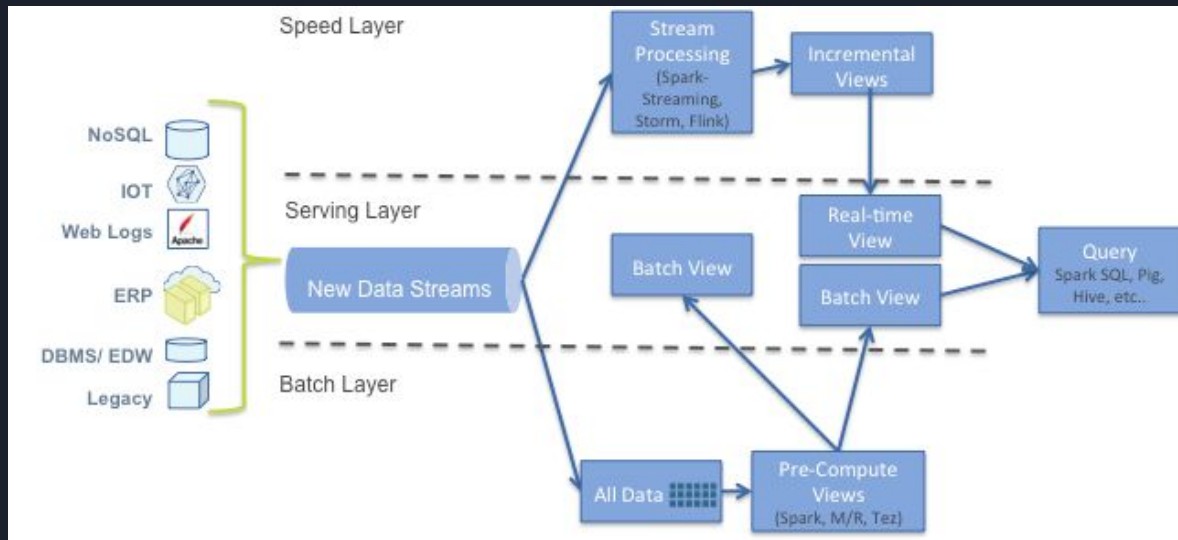 Speed Layer
Stream
Processing
(Spark-
Streaming,
Storm, Flink)
Incremental
Views
NoSQL
IOT
Web Logs
Apache
ERP
DBMS/ EDW
Legacy
Serving Layer
New Data Streams
Batch View
Real-time
View
Batch View
Query
Spark SQL, Pig,
Hive, etc..
Batch Layer
All Data
Pre-Compute
Views
(Spark, M/R, Tez)